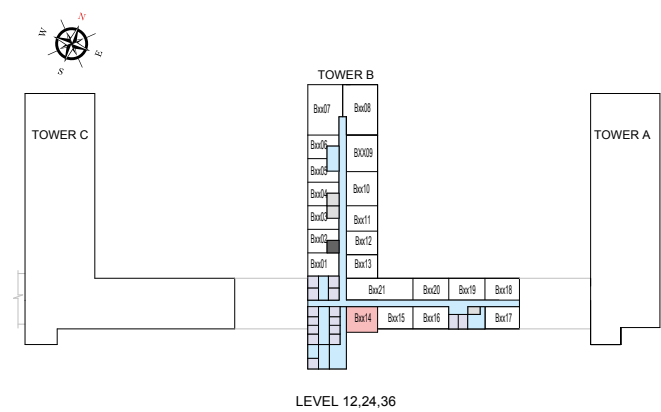 N
W
E
S
TOWER B
TOWER C
TOWER A
Bxx07 Bxx08
Bxx06 BXX09
Bxx05
Bxx04 Bxx10
Bxx03 Bxx11
Bxx02 Bxx12
Bxx01 Bxx13
Bxx21 Bxx20 Bxx19 Bxx18
Bxx14 Bxx15 Bxx16 Bxx17
LEVEL 12,24,36